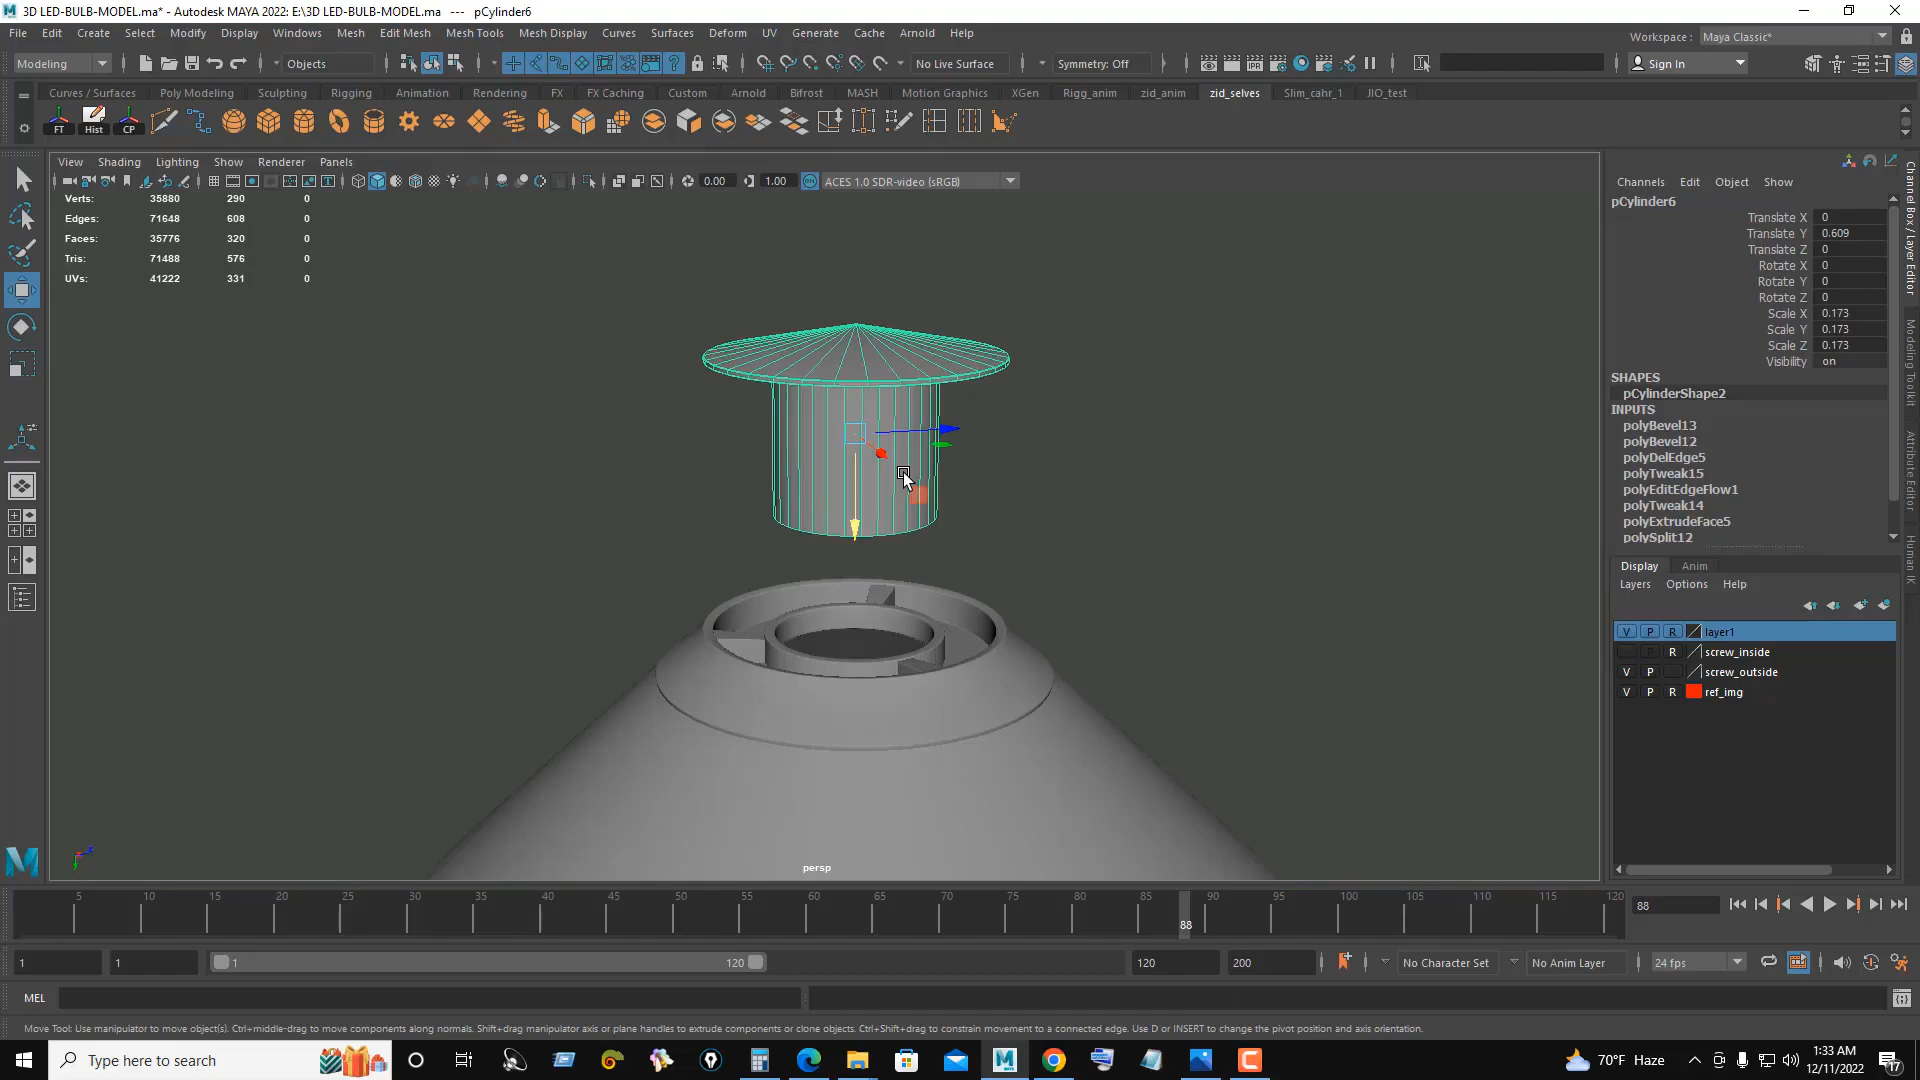 3D LED-BULB-MODEL.ma* - Autodesk MAYA 2022: E:\3D LED-BULB-MODEL.ma --- pCylinder6
File Edit Create Select Modify Display Windows Mesh Edit Mesh Mesh Tools Mesh Display Curves Surfaces Deform UV Generate Cache Arnold Help
Workspace : Maya Classic*
Modeling Objects No Live Surface Symmetry: Off Sign In
Curves / Surfaces Poly Modeling Sculpting Rigging Animation Rendering FX FX Caching Custom Arnold Bifrost MASH Motion Graphics XGen Rigg_anim zid_anim zid_selves Slim_cahr_1 JIO_test
FT Hist CP
View Shading Lighting Show Renderer Panels
0.00 1.00 ACES 1.0 SDR-video (sRGB)
Verts: 35880 290 0
Edges: 71648 608 0
Faces: 35776 320 0
Tris: 71488 576 0
UVs: 41222 331 0
persp
Channels Edit Object Show
pCylinder6
Translate X 0
Translate Y 0.609
Translate Z 0
Rotate X 0
Rotate Y 0
Rotate Z 0
Scale X 0.173
Scale Y 0.173
Scale Z 0.173
Visibility on
SHAPES
pCylinderShape2
INPUTS
polyBevel13
polyBevel12
polyDelEdge5
polyTweak15
polyEditEdgeFlow1
polyTweak14
polyExtrudeFace5
polySplit12
Display Anim
Layers Options Help
V P R layer1
R screw_inside
V P screw_outside
V P R ref_img
Channel Box / Layer Editor
Modeling Toolkit
Attribute Editor
Human IK
5 10 15 20 25 30 35 40 45 50 55 60 65 70 75 80 85 90 95 100 105 110 115 120
88
88
1 1 1 120 120 200 No Character Set No Anim Layer 24 fps
MEL
Move Tool: Use manipulator to move object(s). Ctrl+middle-drag to move components along normals. Shift+drag manipulator axis or plane handles to extrude components or clone objects. Ctrl+Shift+drag to constrain movement to a connected edge. Use D or INSERT to change the pivot position and axis orientation.
Type here to search
70°F Haze
1:33 AM
12/11/2022
17